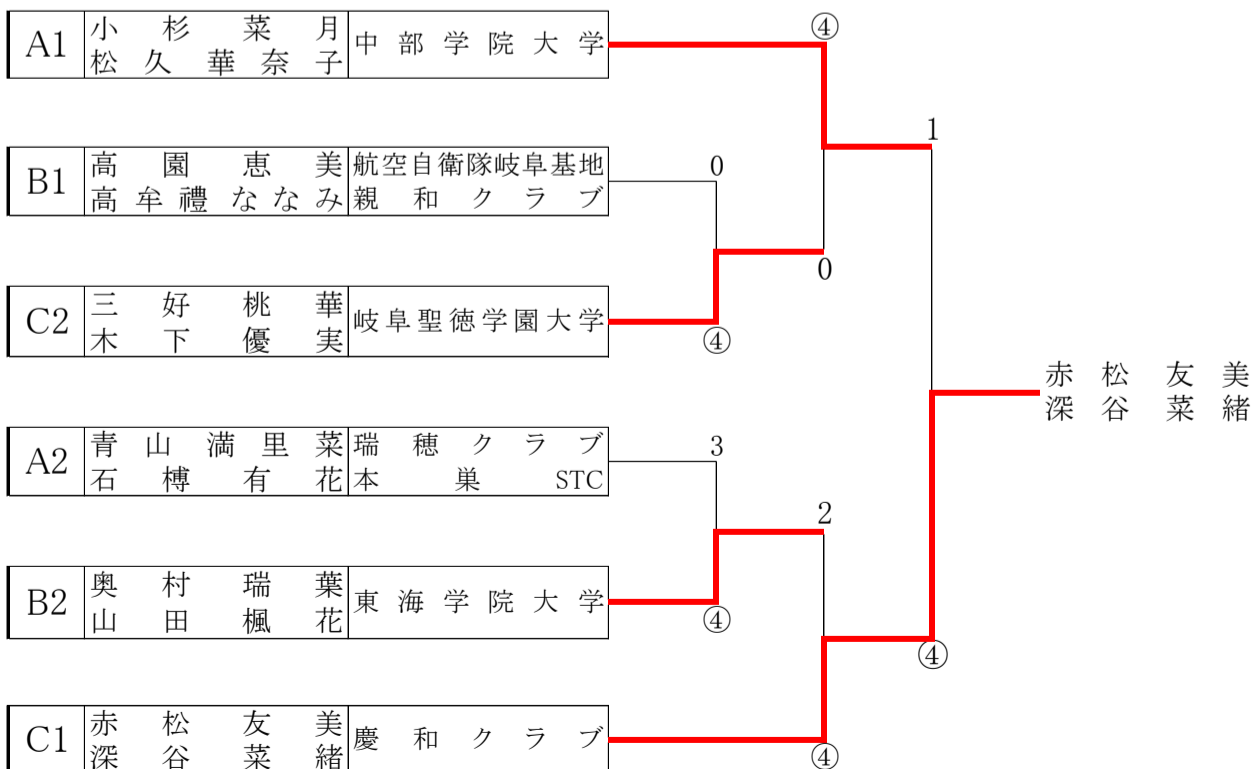 ④
A1 小杉菜月 中部学院大学
松久華奈子
1
B1 高園恵美 航空自衛隊岐阜基地
高牟禮ななみ 親和クラブ
0
0
C2 三好桃華 岐阜聖徳学園大学
木下優実
④
赤松友美
深谷菜緒
A2 青山満里菜 瑞穂クラブ
石榑有花 本巣STC
3
2
B2 奥村瑞葉 東海学院大学
山田楓花
④
④
C1 赤松友美 慶和クラブ
深谷菜緒
④